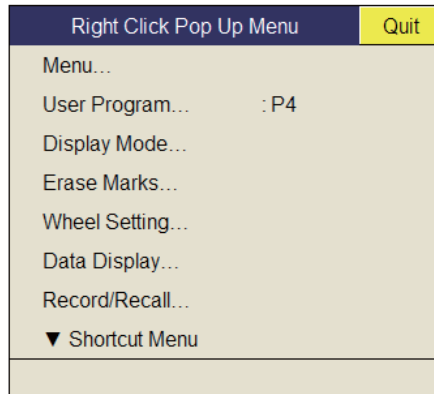 Right Click Pop Up Menu Quit
Menu...
User Program... : P4
Display Mode...
Erase Marks...
Wheel Setting...
Data Display...
Record/Recall...
▼ Shortcut Menu